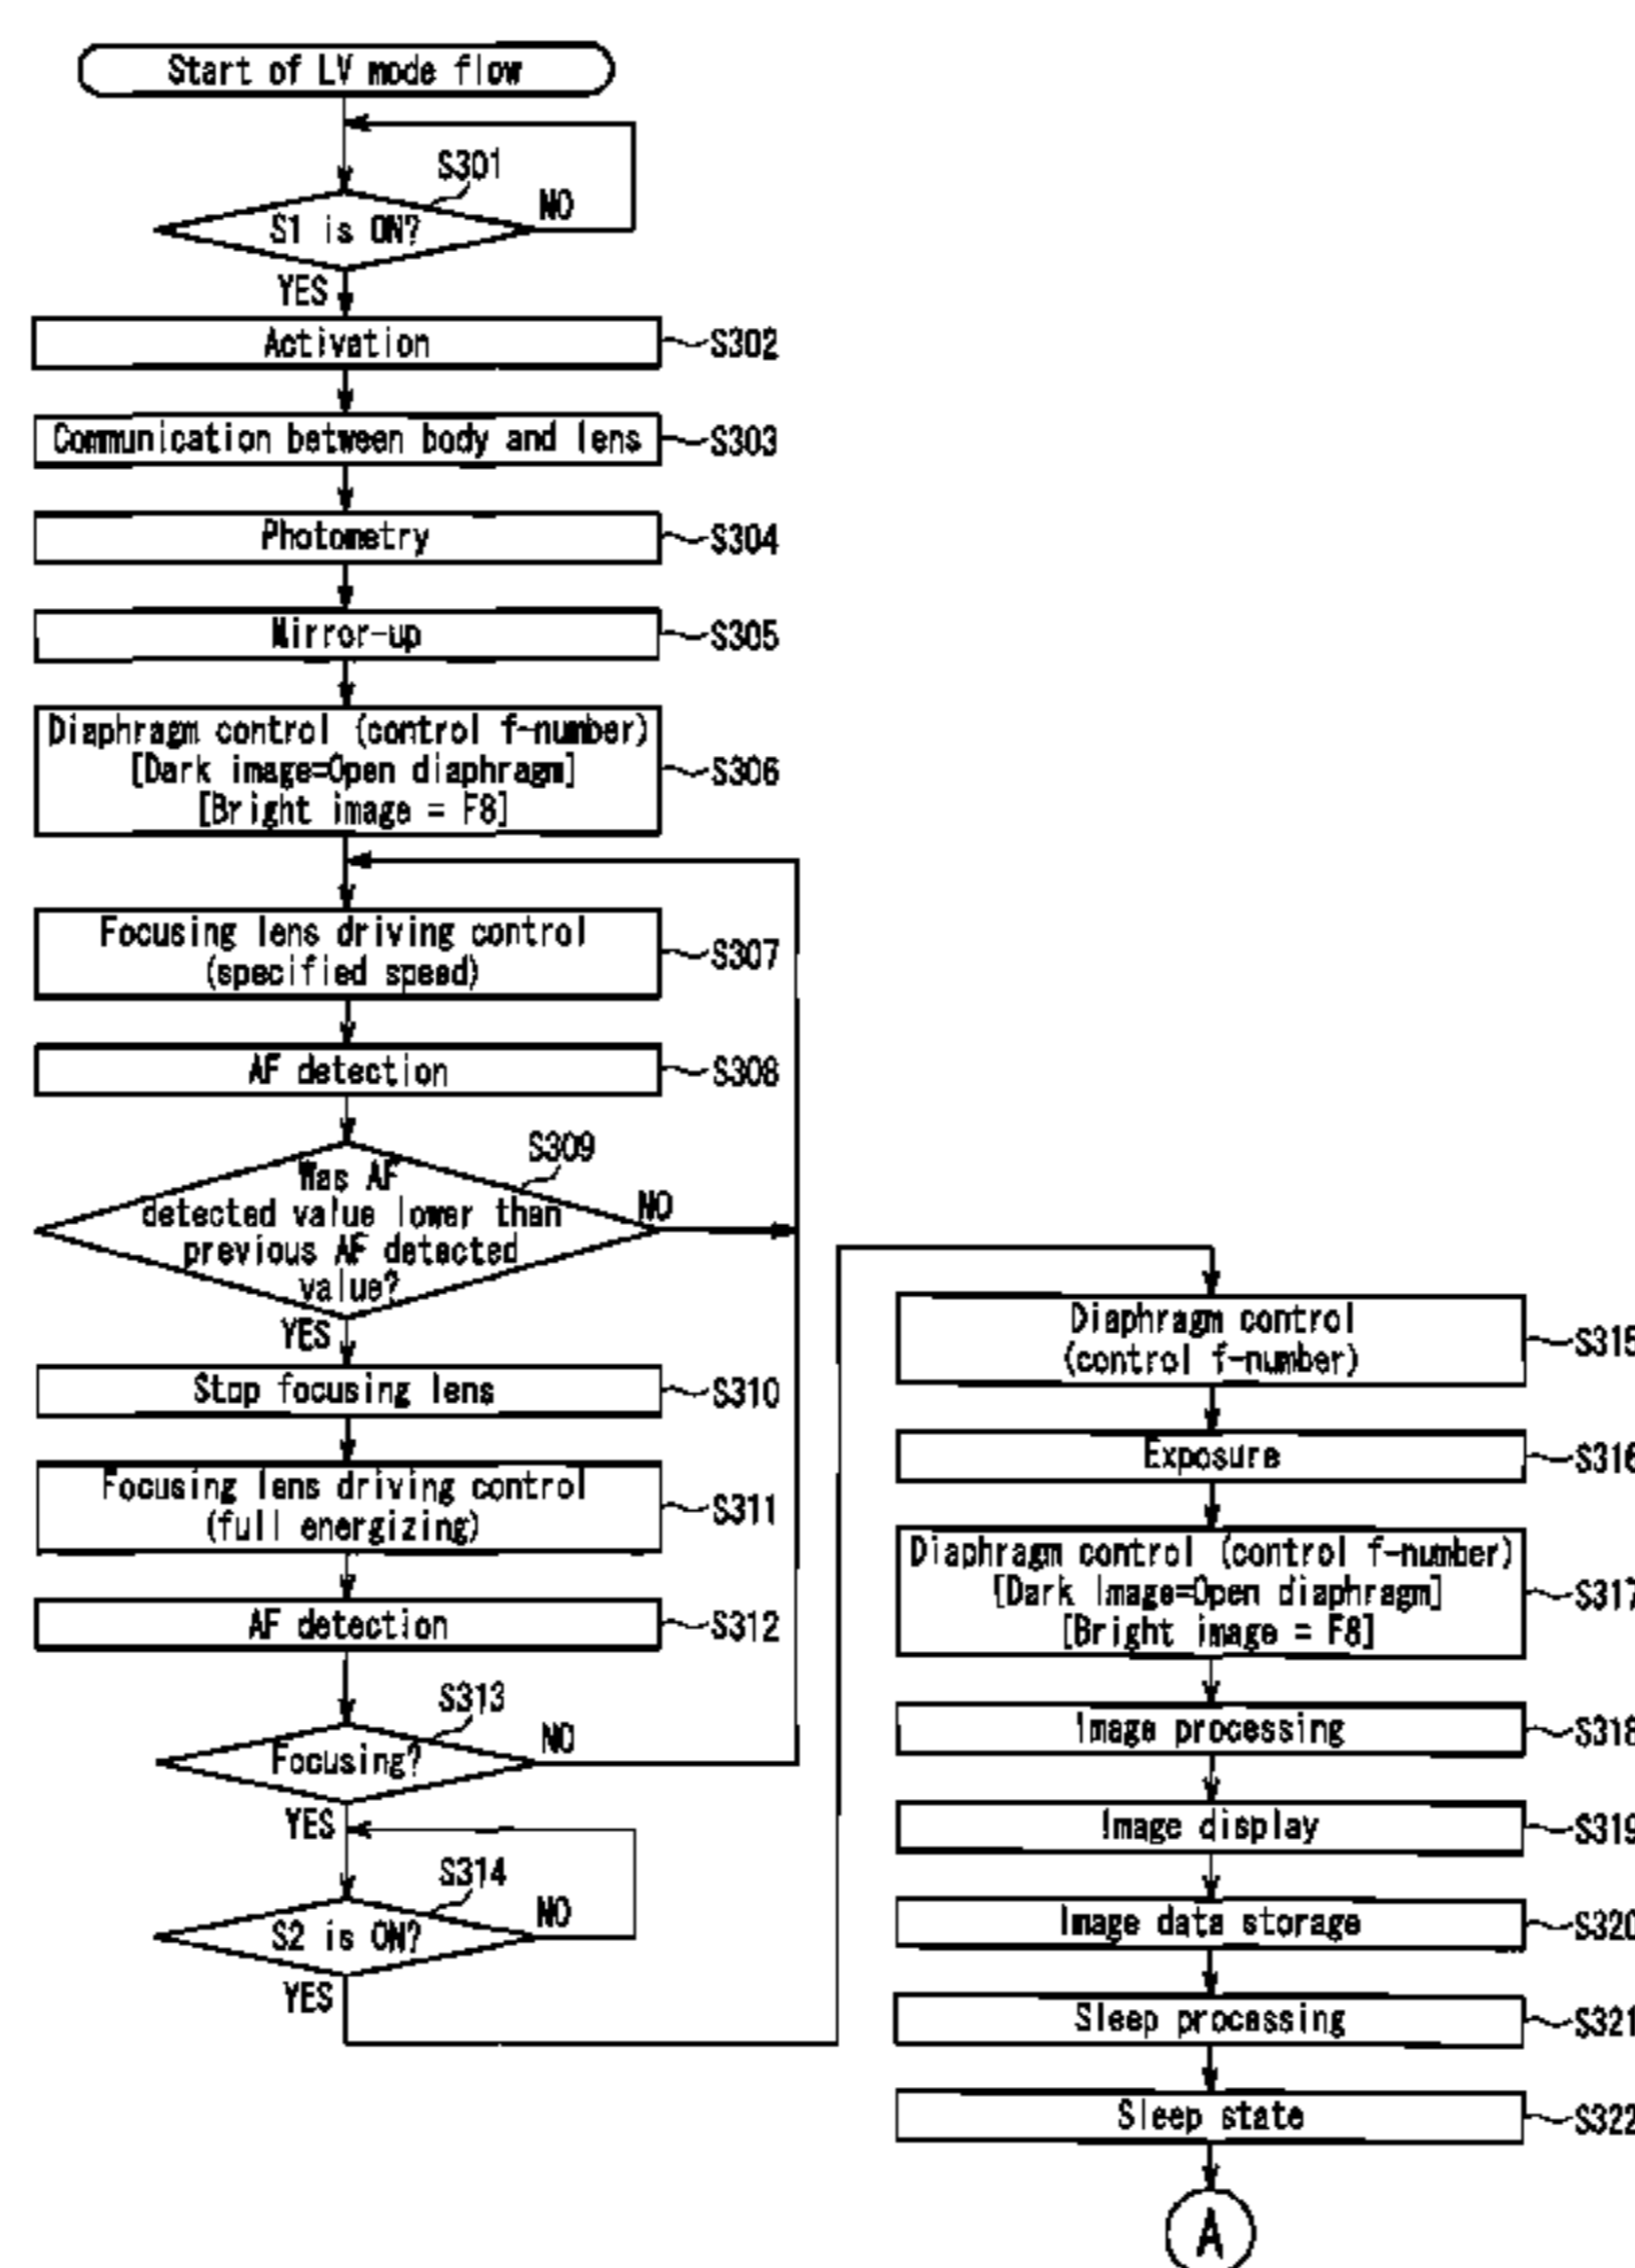 Start of LV mode flow
S301
S1 is ON?
NO
YES
Activation
S302
Communication between body and lens
S303
Photometry
S304
Mirror-up
S305
Diaphragm control (control f-number)
[Dark image=Open diaphragm]
[Bright image = F8]
S306
Focusing lens driving control
(specified speed)
S307
AF detection
S308
S309
Was AF
detected value lower than
previous AF detected
value?
NO
YES
Stop focusing lens
S310
Focusing lens driving control
(full energizing)
S311
AF detection
S312
S313
Focusing?
NO
YES
S314
S2 is ON?
NO
YES
Diaphragm control
(control f-number)
S315
Exposure
S316
Diaphragm control (control f-number)
[Dark Image=Open diaphragm]
[Bright image = F8]
S317
Image processing
S318
Image display
S319
Image data storage
S320
Sleep processing
S321
Sleep state
S322
A